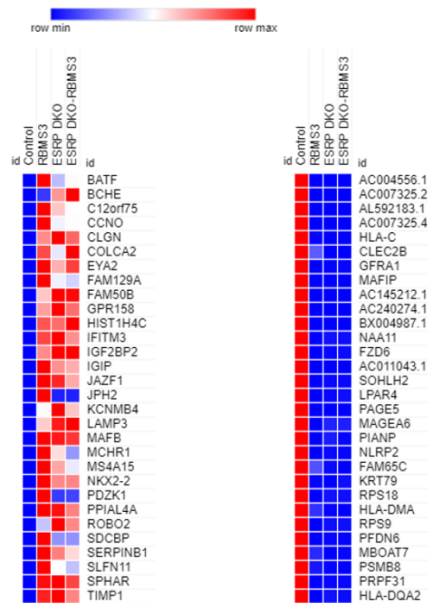 row min
row max
id
Control
RBMS3
ESRP DKO
ESRP DKO-RBMS3
id
BATF
BCHE
C12orf75
CCNO
CLGN
COLCA2
EYA2
FAM129A
FAM50B
GPR158
HIST1H4C
IFITM3
IGF2BP2
IGIP
JAZF1
JPH2
KCNMB4
LAMP3
MAFB
MCHR1
MS4A15
NKX2-2
PDZK1
PPIAL4A
ROBO2
SDCBP
SERPINB1
SLFN11
SPHAR
TIMP1
id
Control
RBMS3
ESRP DKO
ESRP DKO-RBMS3
id
AC004556.1
AC007325.2
AL592183.1
AC007325.4
HLA-C
CLEC2B
GFRA1
MAFIP
AC145212.1
AC240274.1
BX004987.1
NAA11
FZD6
AC011043.1
SOHLH2
LPAR4
PAGE5
MAGEA6
PIANP
NLRP2
FAM65C
KRT79
RPS18
HLA-DMA
RPS9
PFDN6
MBOAT7
PSMB8
PRPF31
HLA-DQA2